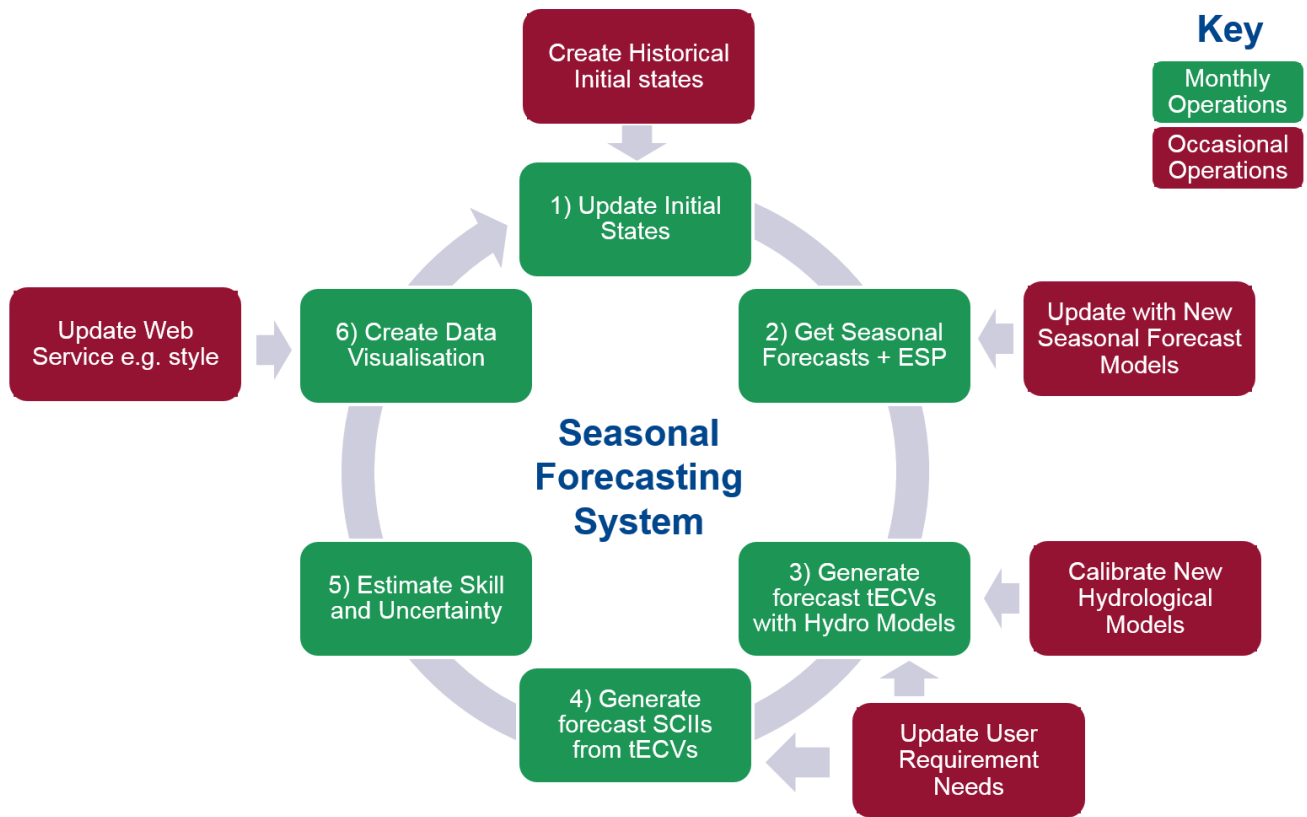 Key
Monthly
Operations
Occasional
Operations
Create Historical
Initial states
1) Update Initial
States
2) Get Seasonal
Forecasts + ESP
Update with New
Seasonal Forecast
Models
3) Generate
forecast tECVs
with Hydro Models
Calibrate New
Hydrological
Models
Update User
Requirement
Needs
4) Generate
forecast SCIIs
from tECVs
5) Estimate Skill
and Uncertainty
6) Create Data
Visualisation
Update Web
Service e.g. style
Seasonal
Forecasting
System